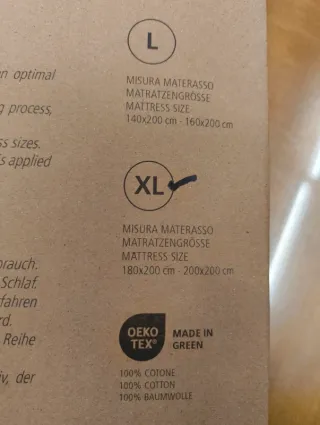 L
n optimal
MISURA MATERASSO
MATRATZENGRÖSSE
MATTRESS SIZE
140x200 cm - 160x200 cm
g process,
ss sizes.
s applied
XL
MISURA MATERASSO
MATRATZENGRÖSSE
MATTRESS SIZE
180x200 cm - 200x200 cm
rauch.
Schlaf.
fahren
rd.
Reihe
OEKO
TEX®
MADE IN
GREEN
v, der
100% COTONE
100% COTTON
100% BAUMWOLLE